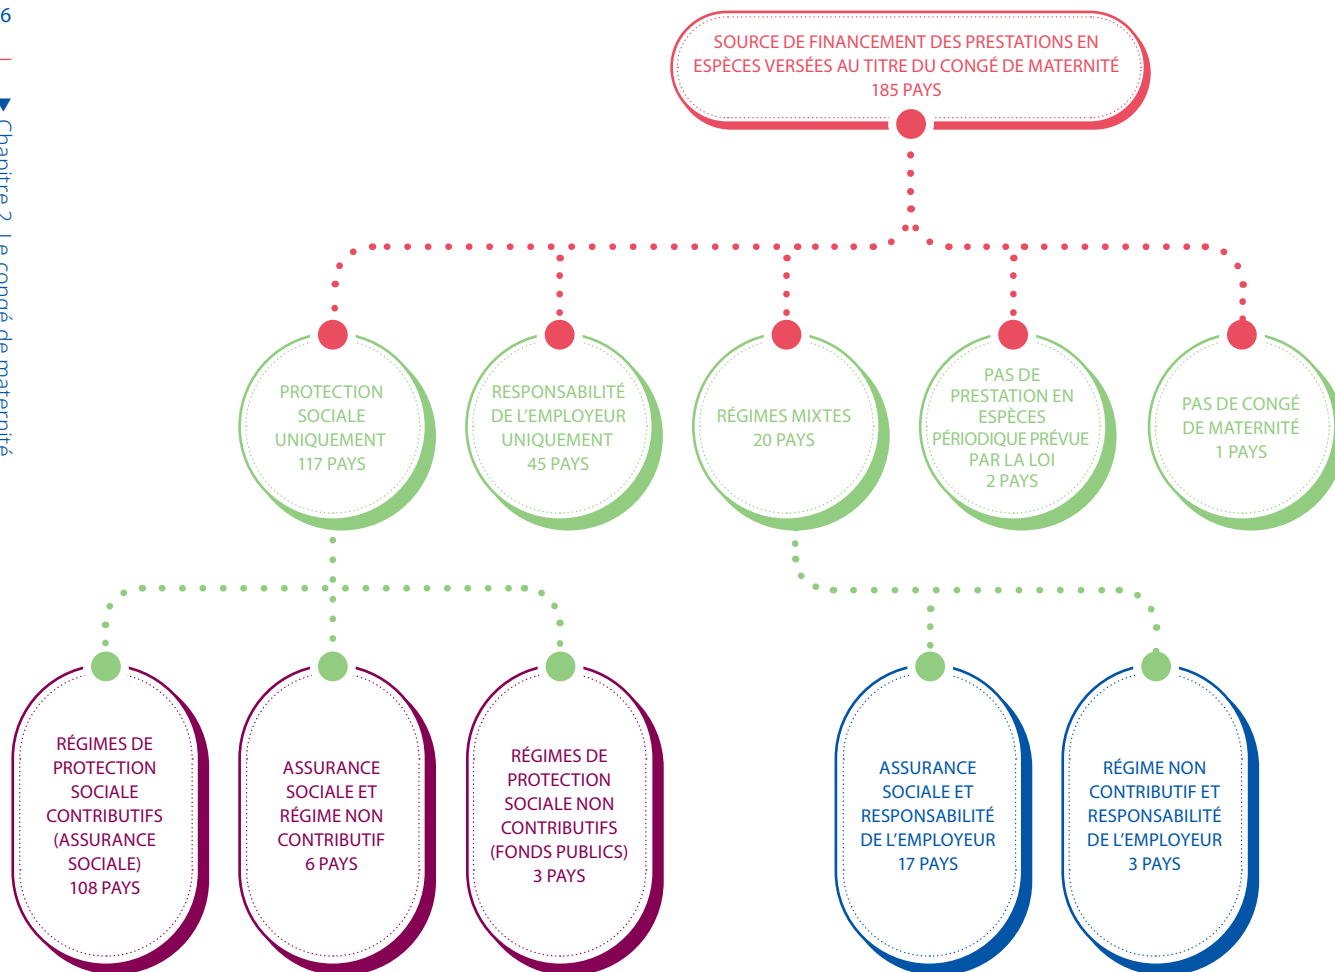 6
▼ Chapitre 2. Le congé de maternité
SOURCE DE FINANCEMENT DES PRESTATIONS EN
ESPÈCES VERSÉES AU TITRE DU CONGÉ DE MATERNITÉ
185 PAYS
PROTECTION
SOCIALE
UNIQUEMENT
117 PAYS
RESPONSABILITÉ
DE L’EMPLOYEUR
UNIQUEMENT
45 PAYS
RÉGIMES MIXTES
20 PAYS
PAS DE
PRESTATION EN
ESPÈCES
PÉRIODIQUE PRÉVUE
PAR LA LOI
2 PAYS
PAS DE CONGÉ
DE MATERNITÉ
1 PAYS
RÉGIMES DE
PROTECTION
SOCIALE
CONTRIBUTIFS
(ASSURANCE
SOCIALE)
108 PAYS
ASSURANCE
SOCIALE ET
RÉGIME NON
CONTRIBUTIF
6 PAYS
RÉGIMES DE
PROTECTION
SOCIALE NON
CONTRIBUTIFS
(FONDS PUBLICS)
3 PAYS
ASSURANCE
SOCIALE ET
RESPONSABILITÉ
DE L’EMPLOYEUR
17 PAYS
RÉGIME NON
CONTRIBUTIF ET
RESPONSABILITÉ
DE L’EMPLOYEUR
3 PAYS